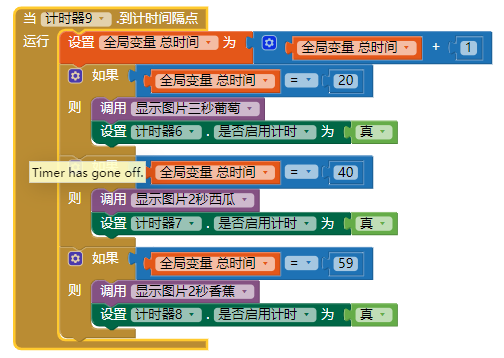 当 计时器9 .到计时间隔点
运行 设置 全局变量 总时间 为 全局变量 总时间 + 1
如果 全局变量 总时间 = 20
则 调用 显示图片三秒葡萄
设置 计时器6 . 是否启用计时 为 真
全局变量 总时间 = 40
Timer has gone off.
则 调用 显示图片2秒西瓜
设置 计时器7 . 是否启用计时 为 真
如果 全局变量 总时间 = 59
则 调用 显示图片2秒香蕉
设置 计时器8 . 是否启用计时 为 真